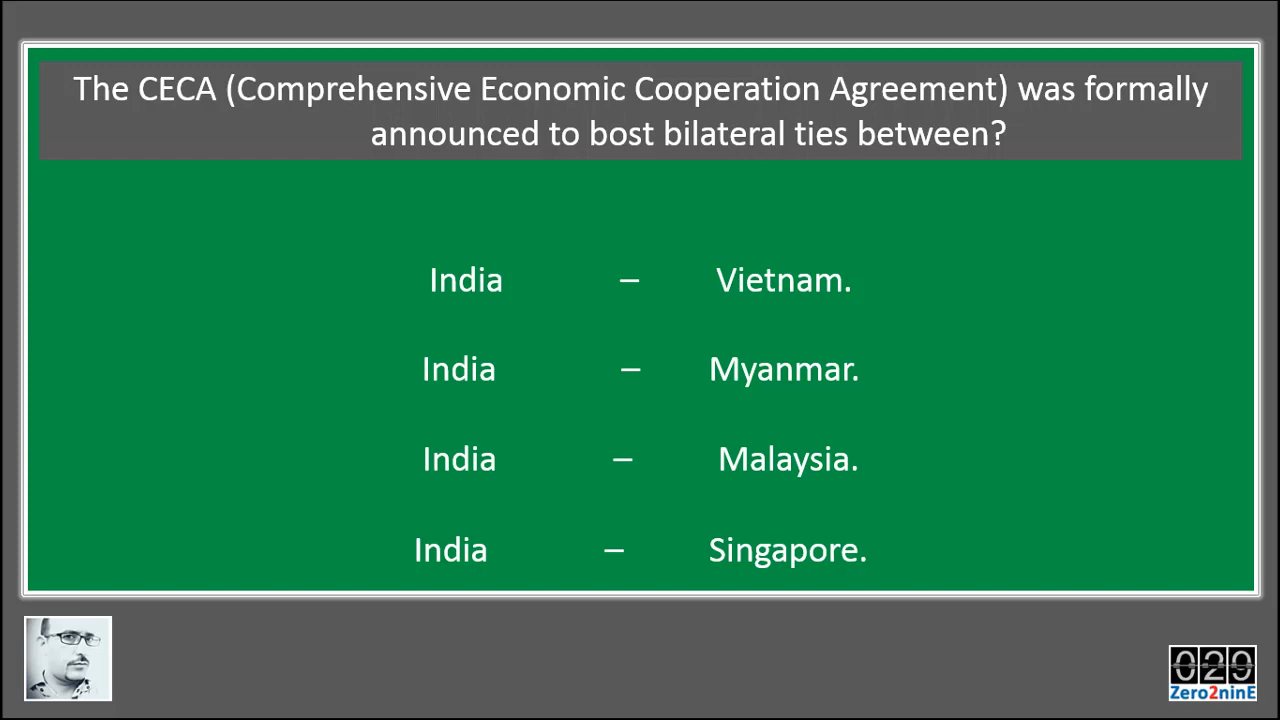 The CECA (Comprehensive Economic Cooperation Agreement) was formally
announced to bost bilateral ties between?
India – Vietnam.
India – Myanmar.
India – Malaysia.
India – Singapore.
029
Zero2ninE